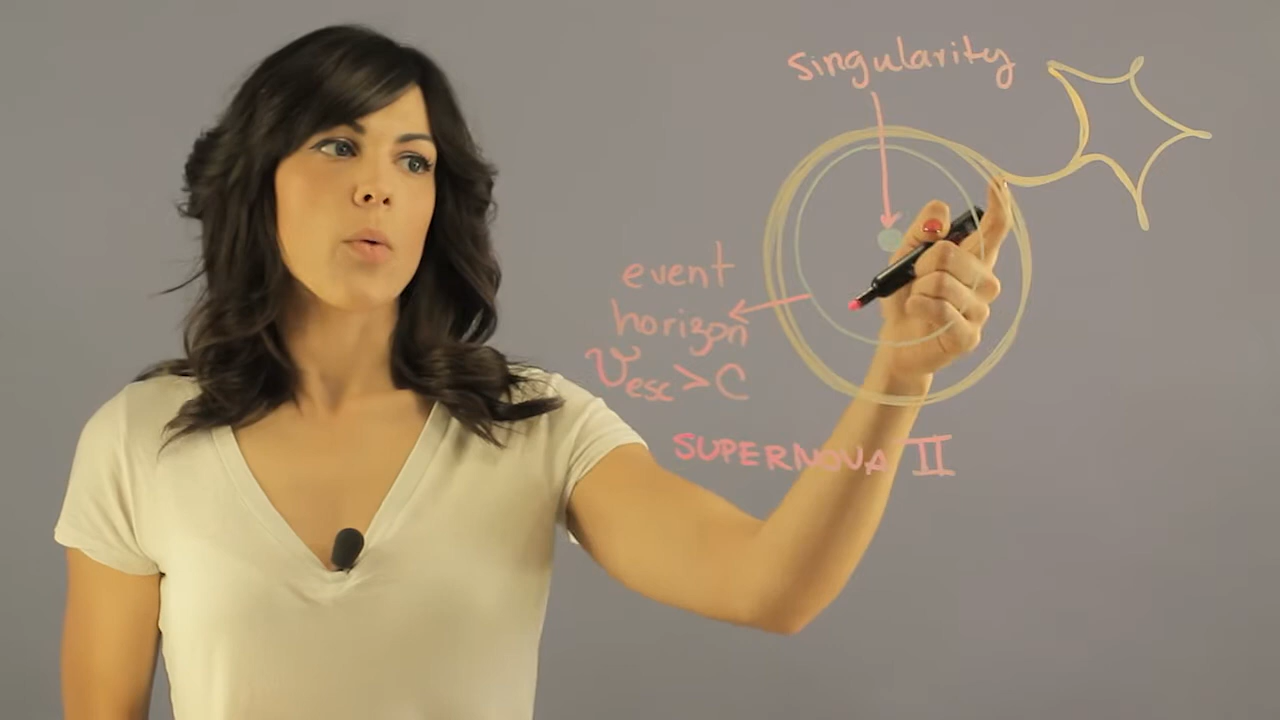 singularity
event
horizon
Vesc > C
SUPERNOVA II